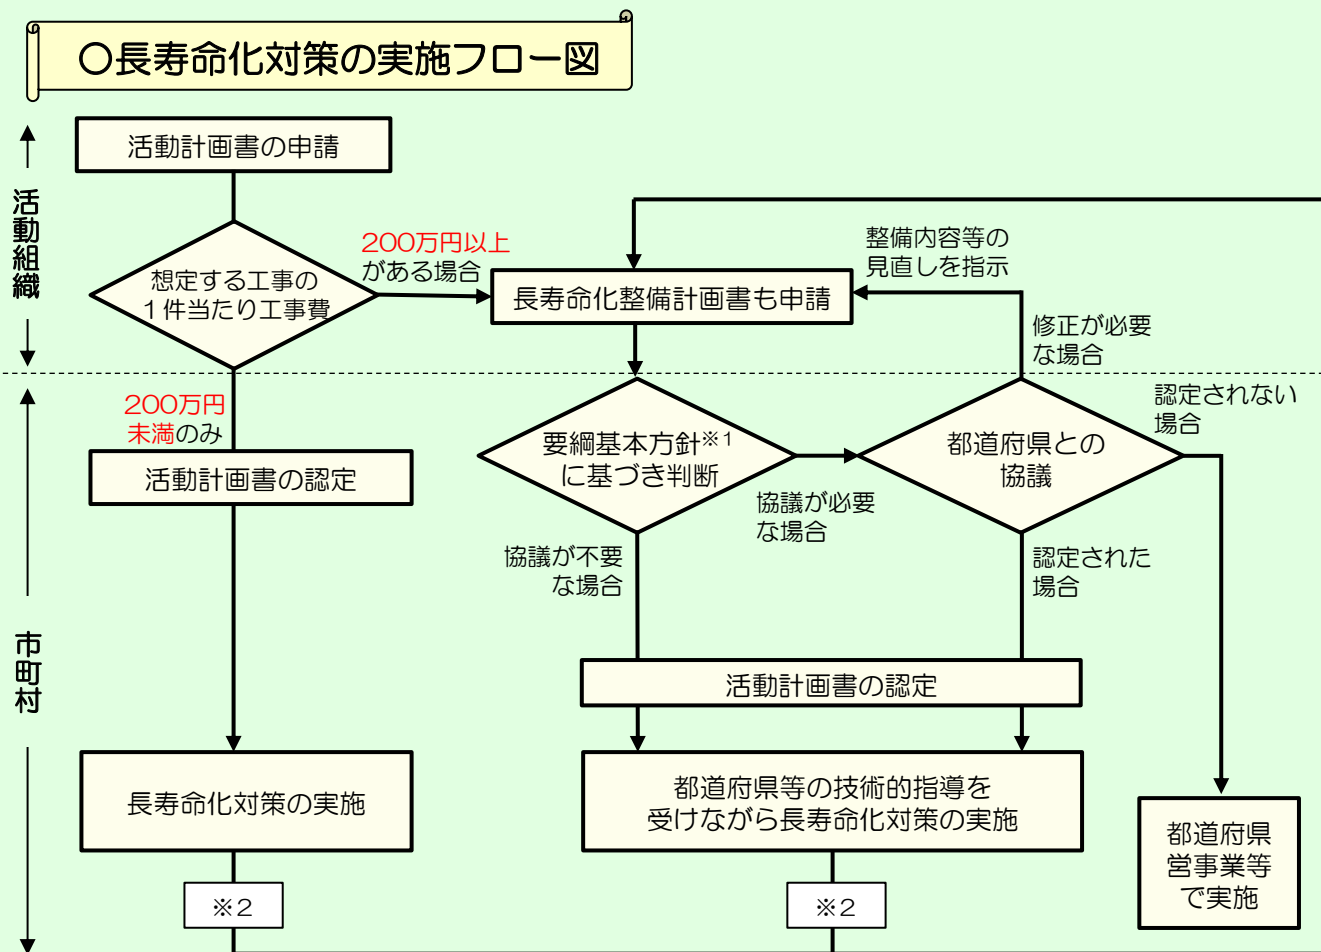 〇長寿命化対策の実施フロー図
活動組織
活動計画書の申請
想定する工事の
1件当たり工事費
200万円以上
がある場合
長寿命化整備計画書も申請
整備内容等の
見直しを指示
修正が必要
な場合
市町村
200万円
未満のみ
活動計画書の認定
要綱基本方針※1
に基づき判断
協議が必要
な場合
都道府県との
協議
認定されない
場合
協議が不要
な場合
認定された
場合
活動計画書の認定
長寿命化対策の実施
都道府県等の技術的指導を
受けながら長寿命化対策の実施
都道府県
営事業等
で実施
※2
※2